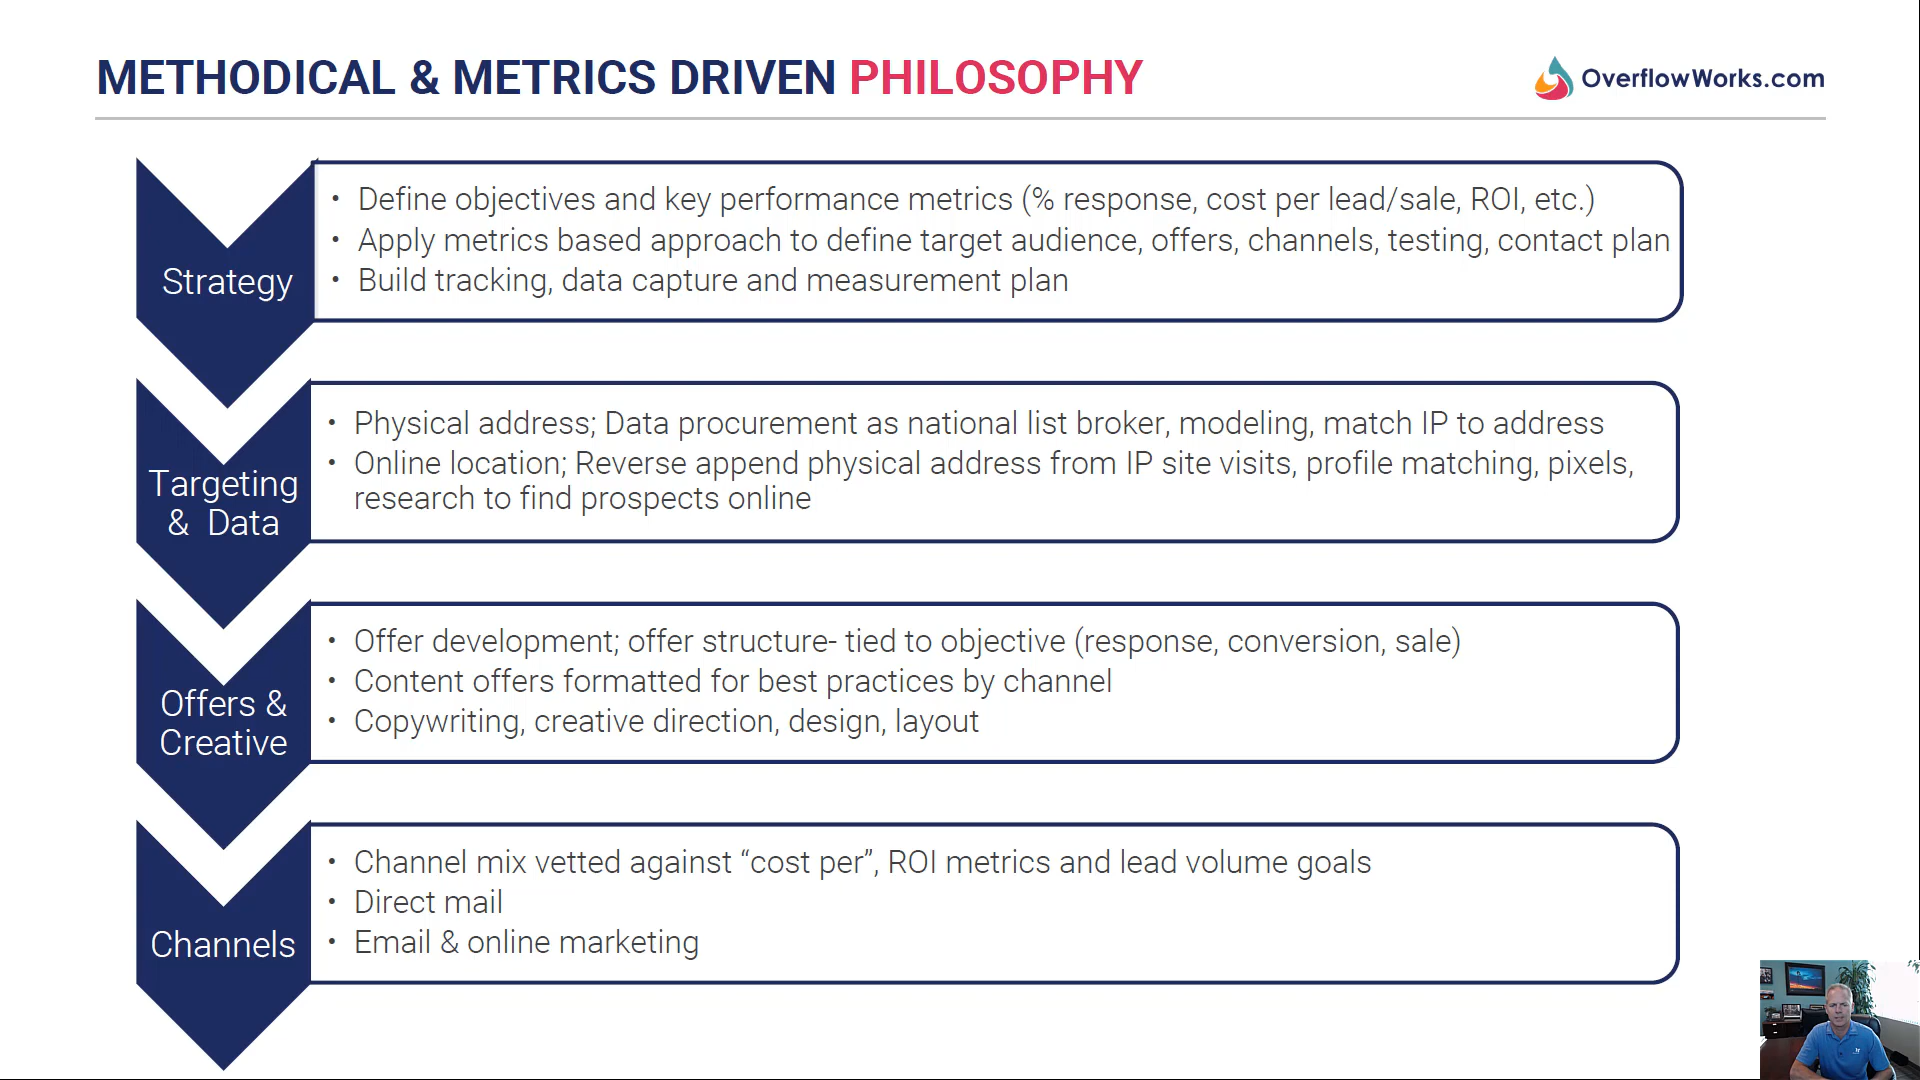 METHODICAL & METRICS DRIVEN PHILOSOPHY
OverflowWorks.com
Strategy
• Define objectives and key performance metrics (% response, cost per lead/sale, ROI, etc.)
• Apply metrics based approach to define target audience, offers, channels, testing, contact plan
• Build tracking, data capture and measurement plan
Targeting
& Data
• Physical address; Data procurement as national list broker, modeling, match IP to address
• Online location; Reverse append physical address from IP site visits, profile matching, pixels,
research to find prospects online
Offers &
Creative
• Offer development; offer structure- tied to objective (response, conversion, sale)
• Content offers formatted for best practices by channel
• Copywriting, creative direction, design, layout
Channels
• Channel mix vetted against “cost per”, ROI metrics and lead volume goals
• Direct mail
• Email & online marketing